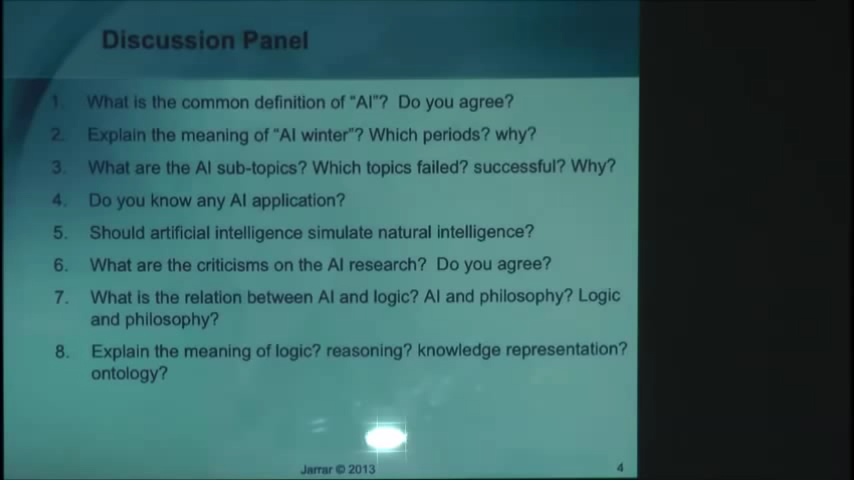 Discussion Panel
1. What is the common definition of "AI"? Do you agree?
2. Explain the meaning of "AI winter"? Which periods? why?
3. What are the AI sub-topics? Which topics failed? successful? Why?
4. Do you know any AI application?
5. Should artificial intelligence simulate natural intelligence?
6. What are the criticisms on the AI research? Do you agree?
7. What is the relation between AI and logic? AI and philosophy? Logic
and philosophy?
8. Explain the meaning of logic? reasoning? knowledge representation?
ontology?
Jarrar © 2013
4